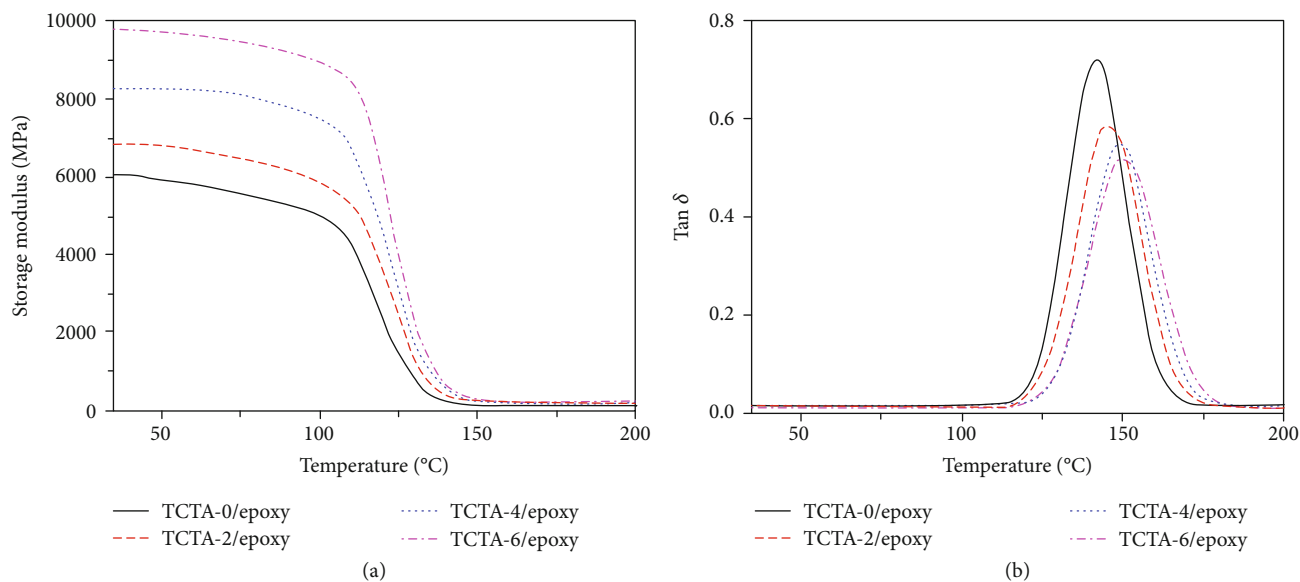 10000
8000
6000
4000
2000
0
Storage modulus (MPa)
50
100
150
200
Temperature (°C)
TCTA-0/epoxy
TCTA-2/epoxy
TCTA-4/epoxy
TCTA-6/epoxy
(a)
0.8
0.6
0.4
0.2
0.0
Tan δ
50
100
150
200
Temperature (°C)
TCTA-0/epoxy
TCTA-2/epoxy
TCTA-4/epoxy
TCTA-6/epoxy
(b)